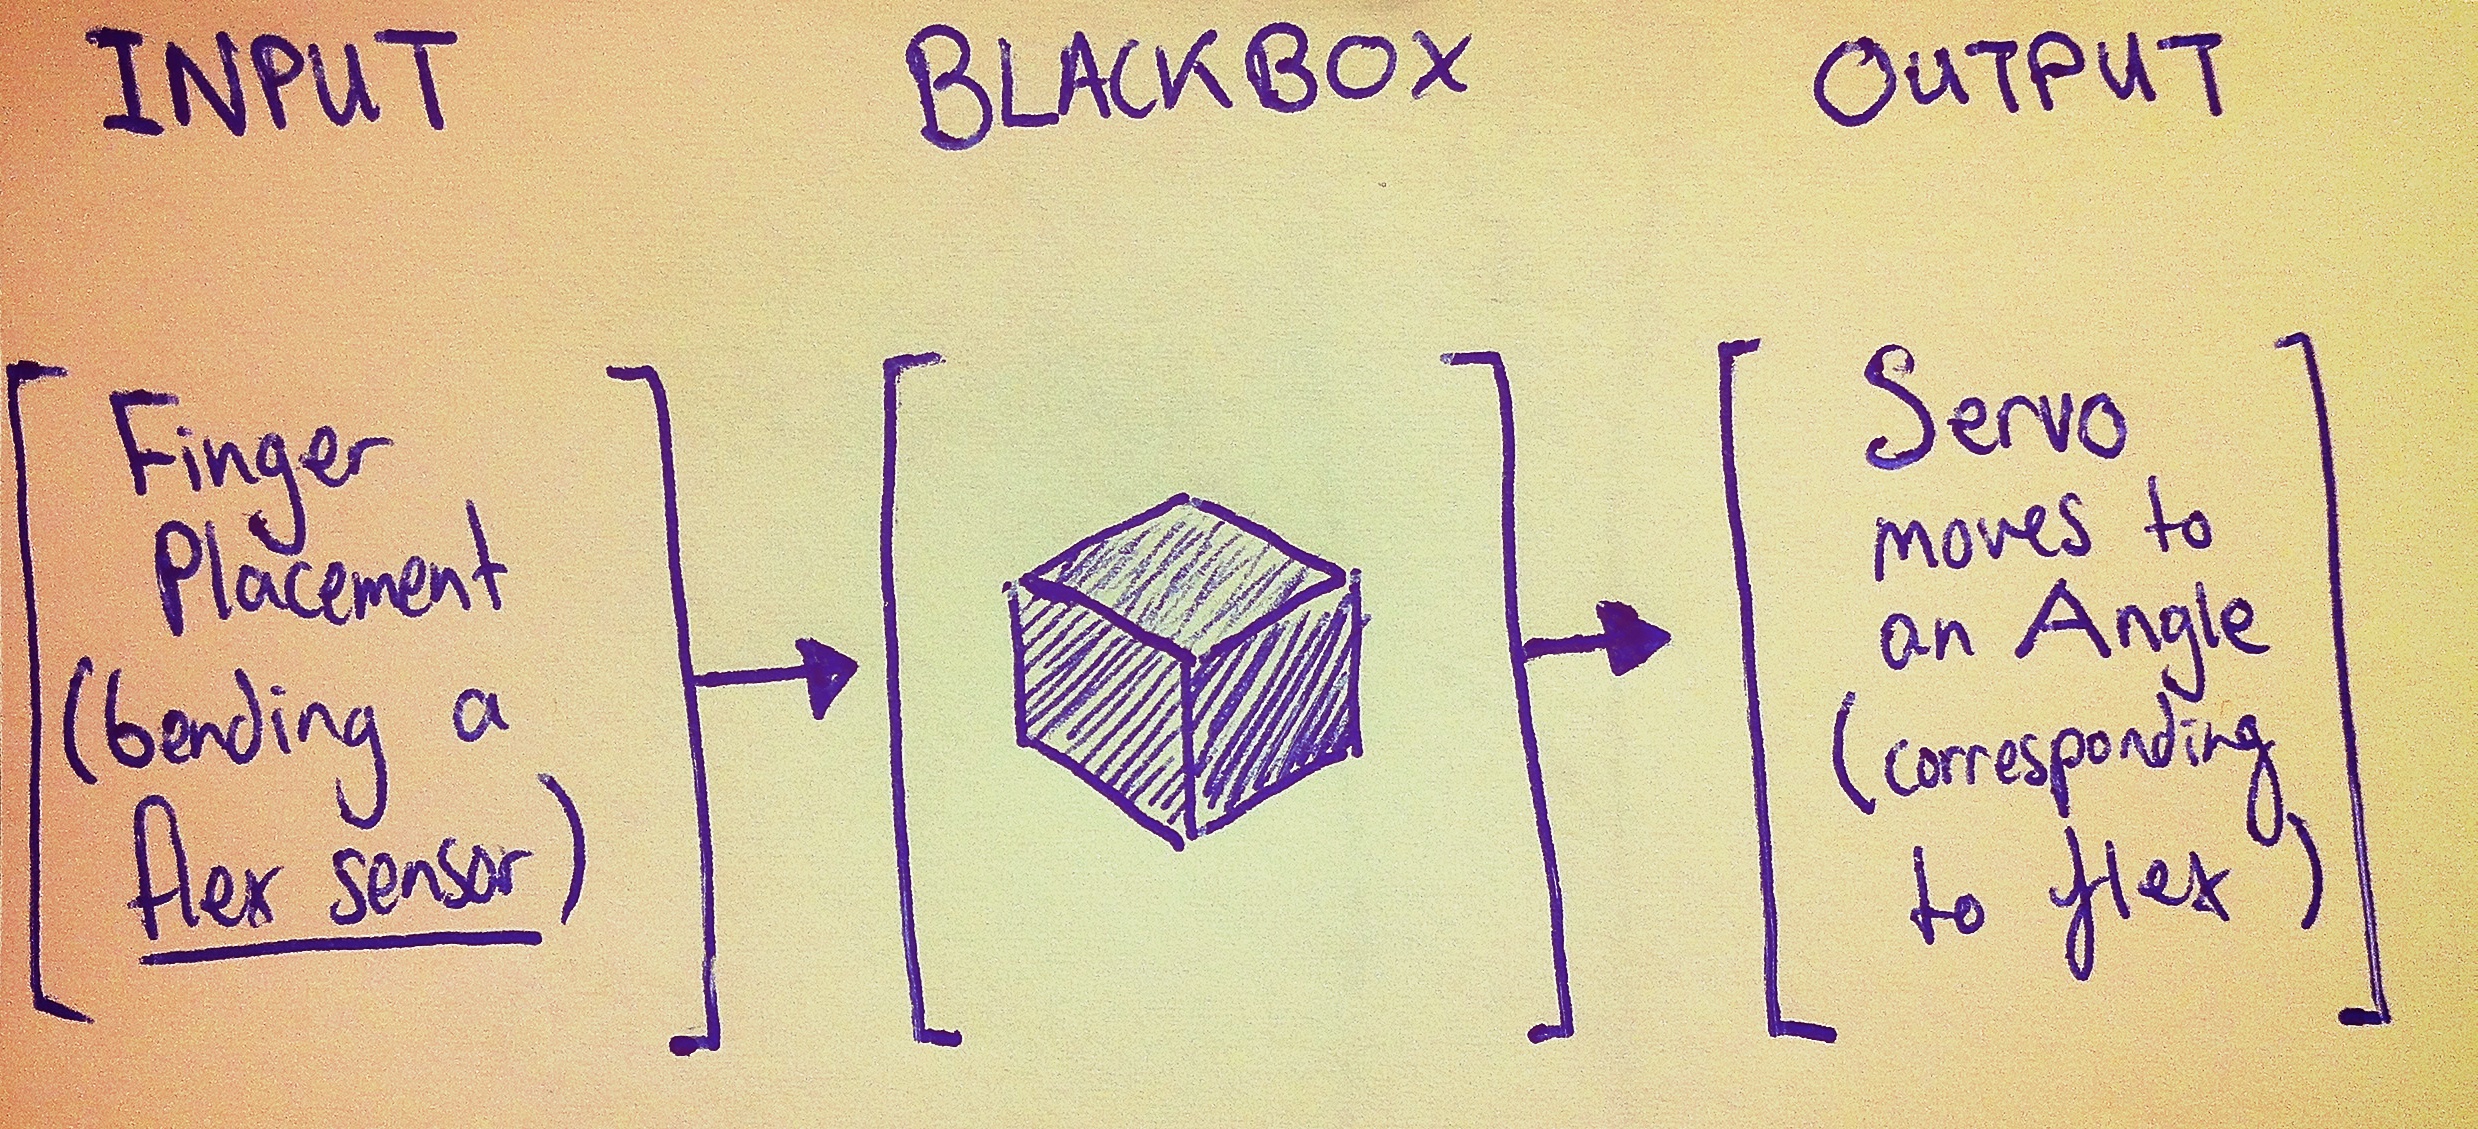 INPUT
BLACKBOX
OUTPUT
Finger
Placement
(bending a
flex sensor)
Servo
moves to
an Angle
(corresponding
to flex)